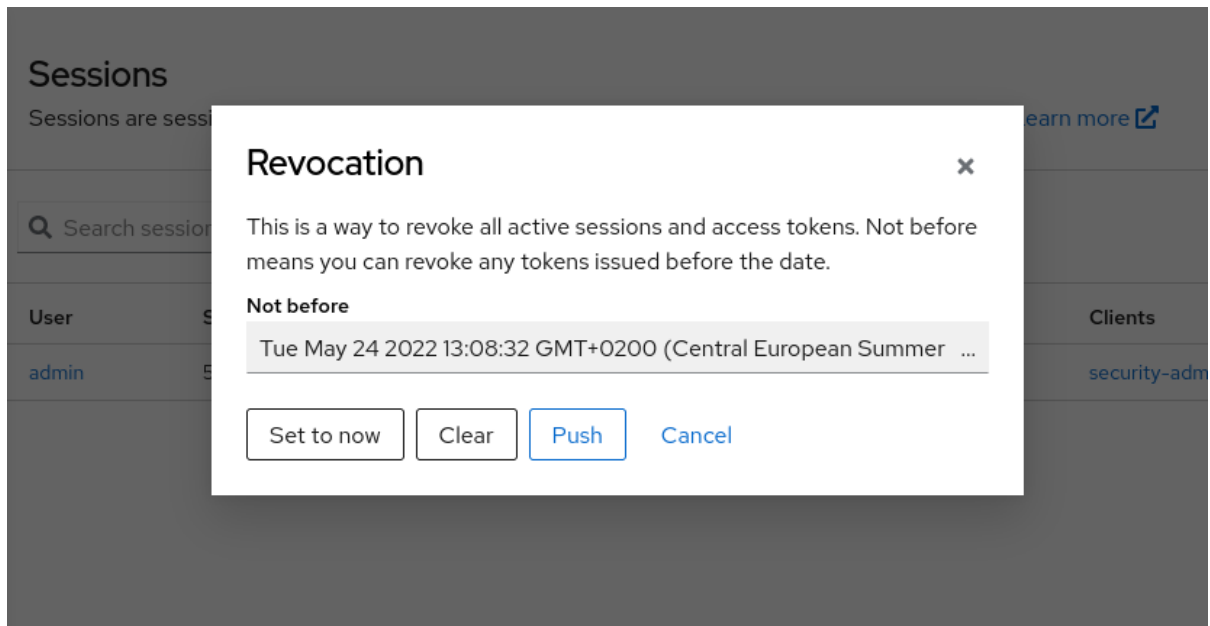 Sessions
Sessions are
earn more
Revocation
This is a way to revoke all active sessions and access tokens. Not before
means you can revoke any tokens issued before the date.
Search
Not before
Tue May 24 2022 13:08:32 GMT+0200 (Central European Summer ...
User
Clients
admin
security-adm
Set to now
Clear
Push
Cancel